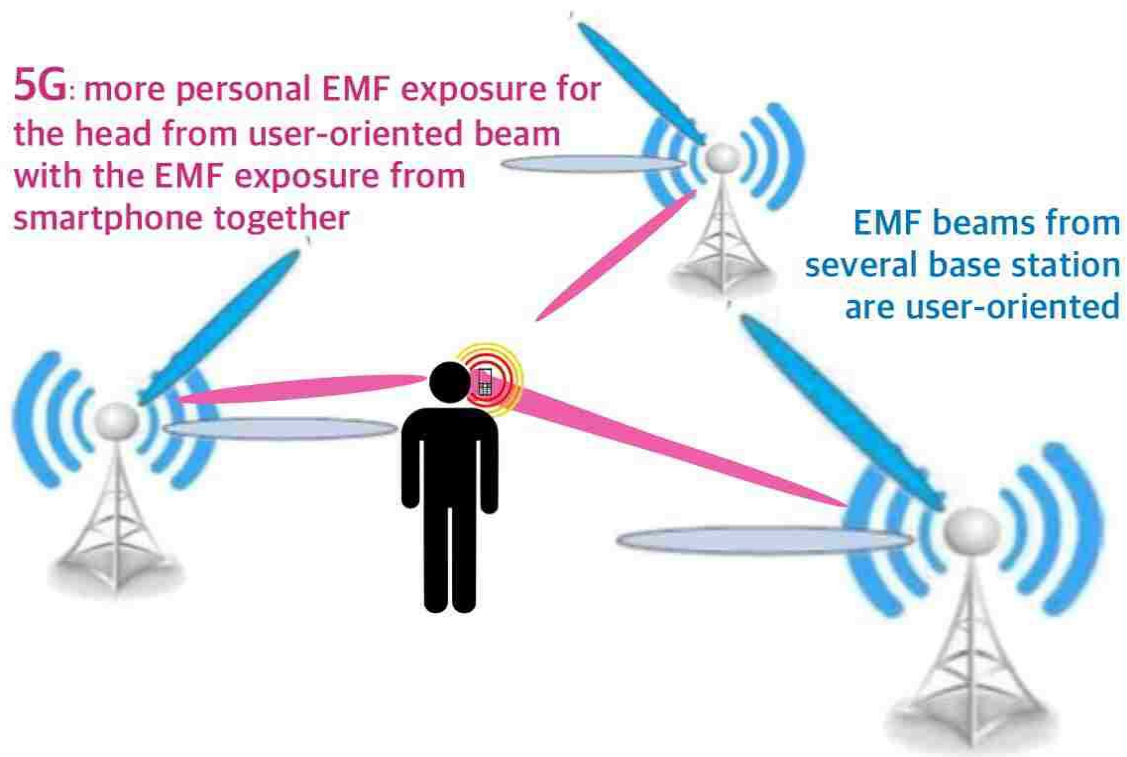 5G: more personal EMF exposure for
the head from user-oriented beam
with the EMF exposure from
smartphone together
EMF beams from
several base station
are user-oriented